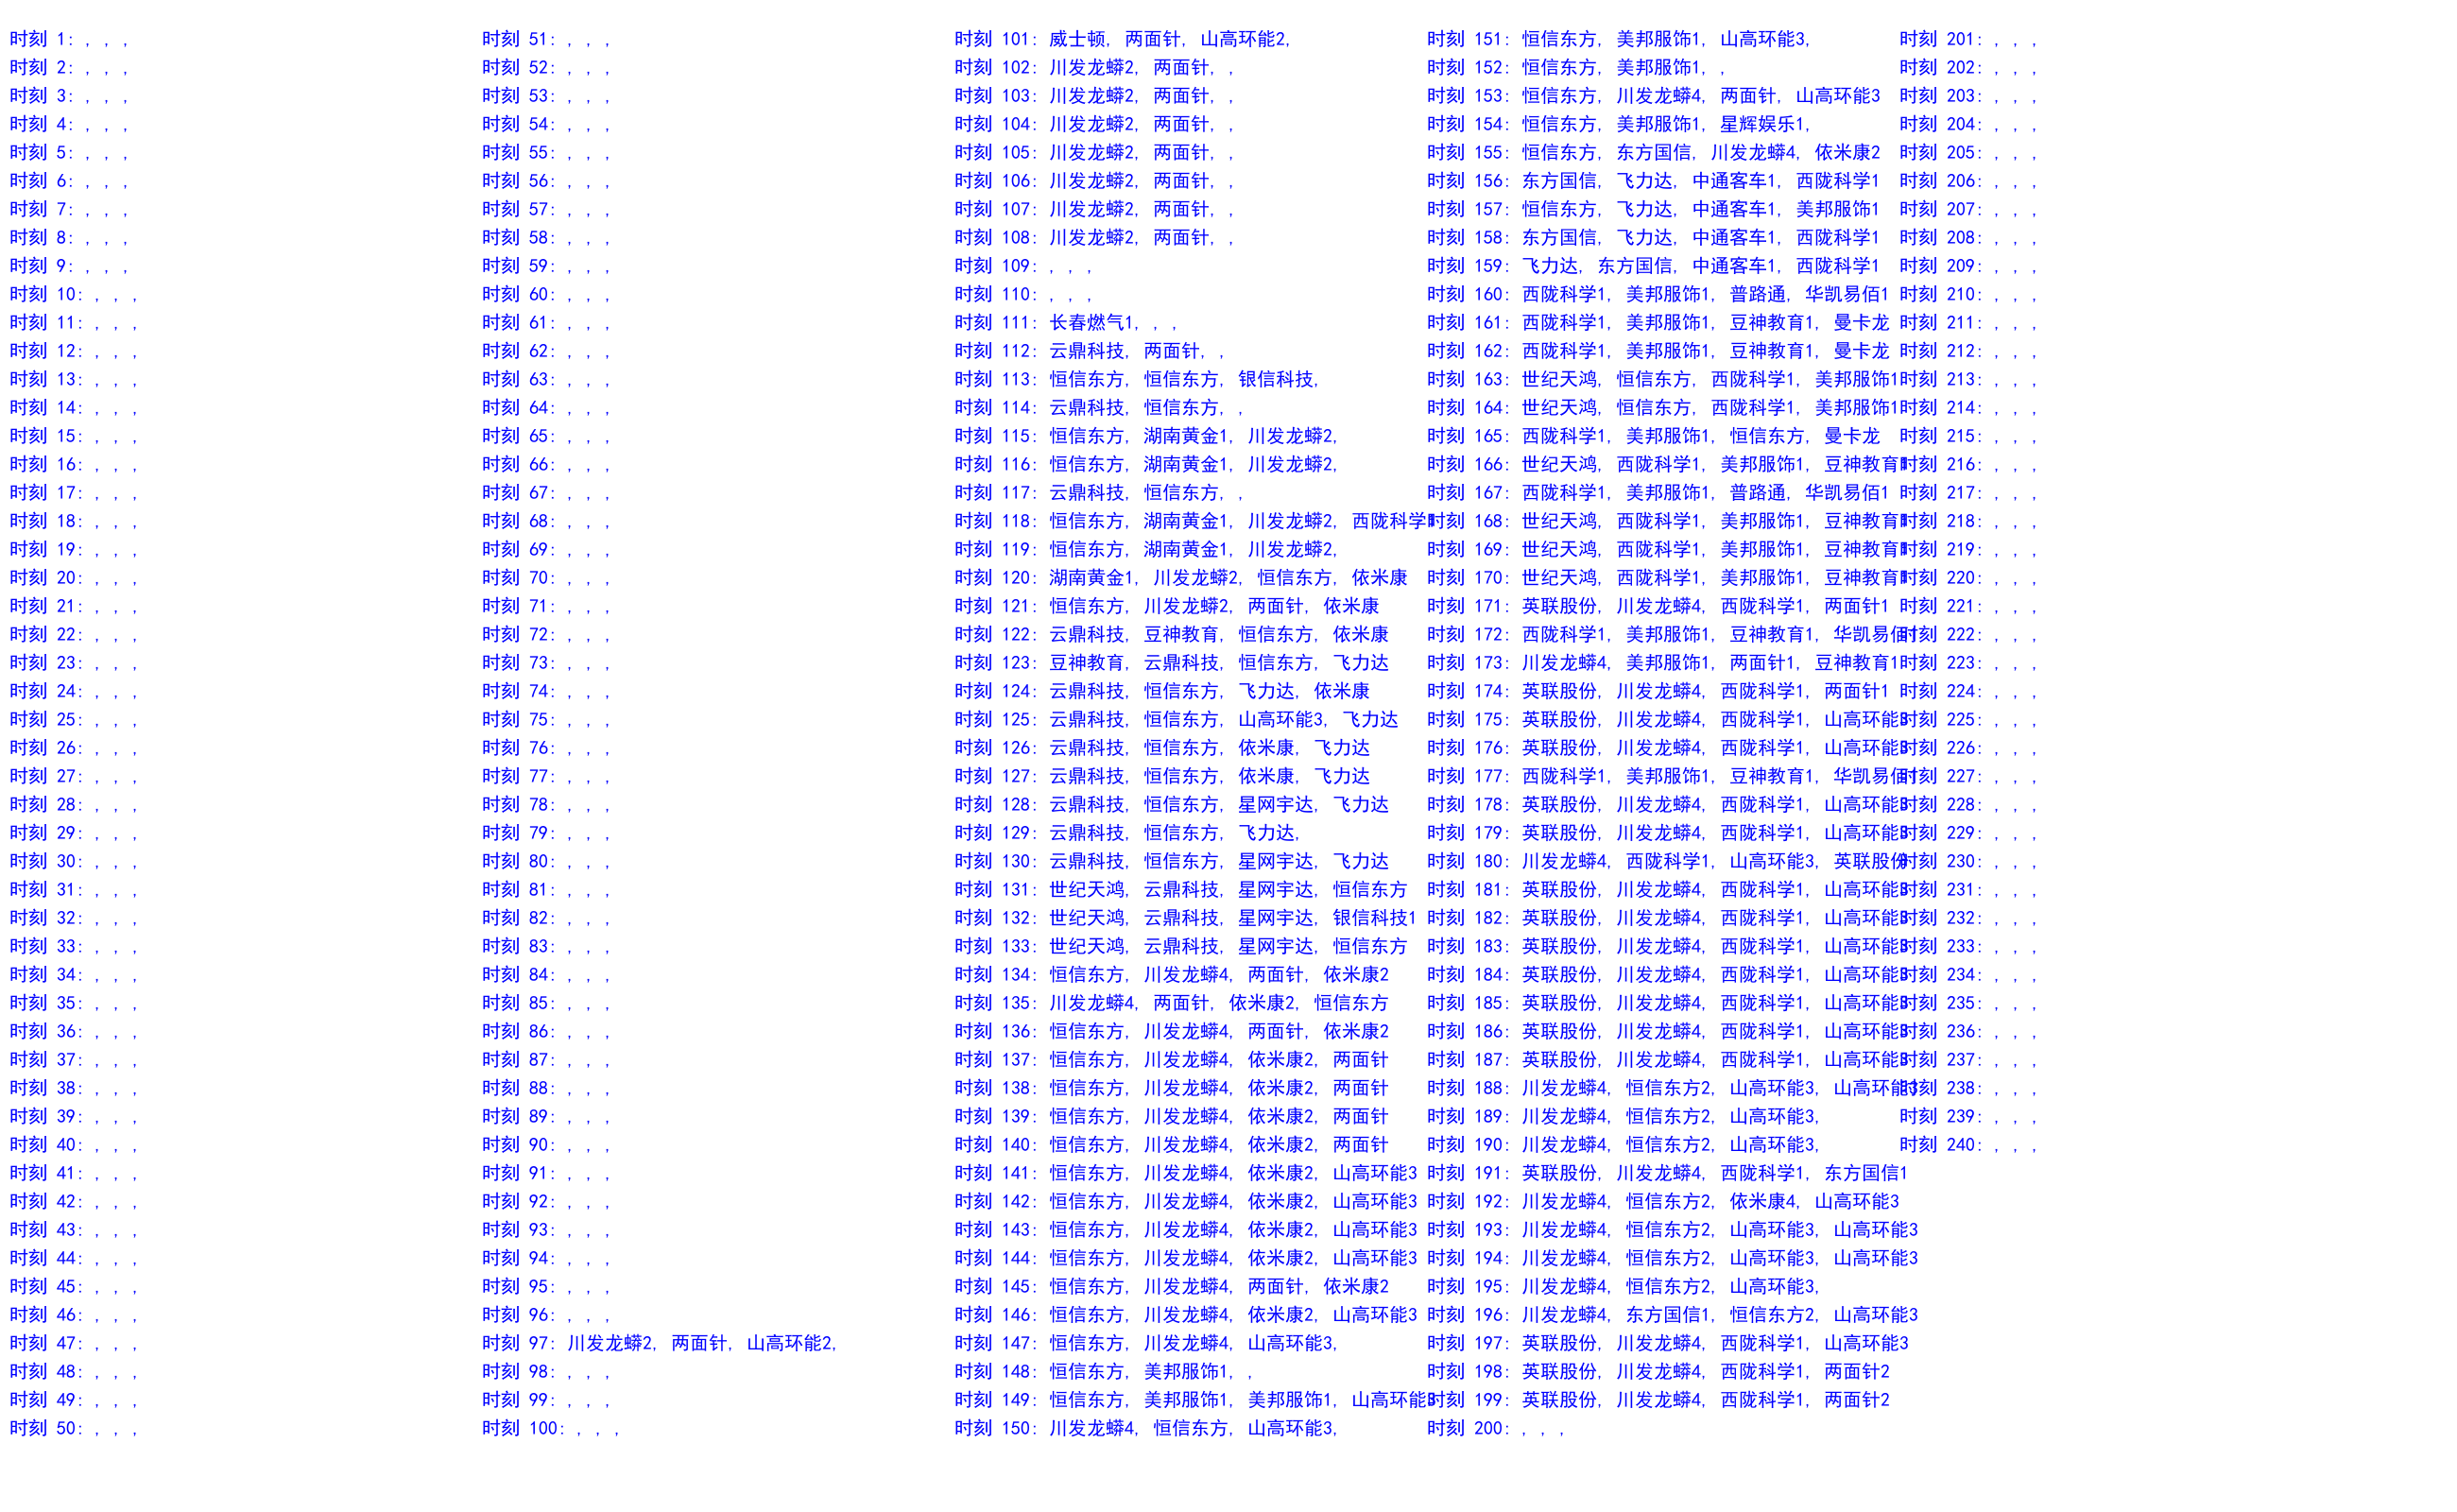 时刻 1: , , ,
时刻 2: , , ,
时刻 3: , , ,
时刻 4: , , ,
时刻 5: , , ,
时刻 6: , , ,
时刻 7: , , ,
时刻 8: , , ,
时刻 9: , , ,
时刻 10: , , ,
时刻 11: , , ,
时刻 12: , , ,
时刻 13: , , ,
时刻 14: , , ,
时刻 15: , , ,
时刻 16: , , ,
时刻 17: , , ,
时刻 18: , , ,
时刻 19: , , ,
时刻 20: , , ,
时刻 21: , , ,
时刻 22: , , ,
时刻 23: , , ,
时刻 24: , , ,
时刻 25: , , ,
时刻 26: , , ,
时刻 27: , , ,
时刻 28: , , ,
时刻 29: , , ,
时刻 30: , , ,
时刻 31: , , ,
时刻 32: , , ,
时刻 33: , , ,
时刻 34: , , ,
时刻 35: , , ,
时刻 36: , , ,
时刻 37: , , ,
时刻 38: , , ,
时刻 39: , , ,
时刻 40: , , ,
时刻 41: , , ,
时刻 42: , , ,
时刻 43: , , ,
时刻 44: , , ,
时刻 45: , , ,
时刻 46: , , ,
时刻 47: , , ,
时刻 48: , , ,
时刻 49: , , ,
时刻 50: , , ,
时刻 51: , , ,
时刻 52: , , ,
时刻 53: , , ,
时刻 54: , , ,
时刻 55: , , ,
时刻 56: , , ,
时刻 57: , , ,
时刻 58: , , ,
时刻 59: , , ,
时刻 60: , , ,
时刻 61: , , ,
时刻 62: , , ,
时刻 63: , , ,
时刻 64: , , ,
时刻 65: , , ,
时刻 66: , , ,
时刻 67: , , ,
时刻 68: , , ,
时刻 69: , , ,
时刻 70: , , ,
时刻 71: , , ,
时刻 72: , , ,
时刻 73: , , ,
时刻 74: , , ,
时刻 75: , , ,
时刻 76: , , ,
时刻 77: , , ,
时刻 78: , , ,
时刻 79: , , ,
时刻 80: , , ,
时刻 81: , , ,
时刻 82: , , ,
时刻 83: , , ,
时刻 84: , , ,
时刻 85: , , ,
时刻 86: , , ,
时刻 87: , , ,
时刻 88: , , ,
时刻 89: , , ,
时刻 90: , , ,
时刻 91: , , ,
时刻 92: , , ,
时刻 93: , , ,
时刻 94: , , ,
时刻 95: , , ,
时刻 96: , , ,
时刻 97: 川发龙蟒2, 两面针, 山高环能2,
时刻 98: , , ,
时刻 99: , , ,
时刻 100: , , ,
时刻 101: 威士顿, 两面针, 山高环能2,
时刻 102: 川发龙蟒2, 两面针, ,
时刻 103: 川发龙蟒2, 两面针, ,
时刻 104: 川发龙蟒2, 两面针, ,
时刻 105: 川发龙蟒2, 两面针, ,
时刻 106: 川发龙蟒2, 两面针, ,
时刻 107: 川发龙蟒2, 两面针, ,
时刻 108: 川发龙蟒2, 两面针, ,
时刻 109: , , ,
时刻 110: , , ,
时刻 111: 长春燃气1, , ,
时刻 112: 云鼎科技, 两面针, ,
时刻 113: 恒信东方, 恒信东方, 银信科技,
时刻 114: 云鼎科技, 恒信东方, ,
时刻 115: 恒信东方, 湖南黄金1, 川发龙蟒2,
时刻 116: 恒信东方, 湖南黄金1, 川发龙蟒2,
时刻 117: 云鼎科技, 恒信东方, ,
时刻 118: 恒信东方, 湖南黄金1, 川发龙蟒2, 西陇科学
时刻 119: 恒信东方, 湖南黄金1, 川发龙蟒2,
时刻 120: 湖南黄金1, 川发龙蟒2, 恒信东方, 依米康
时刻 121: 恒信东方, 川发龙蟒2, 两面针, 依米康
时刻 122: 云鼎科技, 豆神教育, 恒信东方, 依米康
时刻 123: 豆神教育, 云鼎科技, 恒信东方, 飞力达
时刻 124: 云鼎科技, 恒信东方, 飞力达, 依米康
时刻 125: 云鼎科技, 恒信东方, 山高环能3, 飞力达
时刻 126: 云鼎科技, 恒信东方, 依米康, 飞力达
时刻 127: 云鼎科技, 恒信东方, 依米康, 飞力达
时刻 128: 云鼎科技, 恒信东方, 星网宇达, 飞力达
时刻 129: 云鼎科技, 恒信东方, 飞力达,
时刻 130: 云鼎科技, 恒信东方, 星网宇达, 飞力达
时刻 131: 世纪天鸿, 云鼎科技, 星网宇达, 恒信东方
时刻 132: 世纪天鸿, 云鼎科技, 星网宇达, 银信科技1
时刻 133: 世纪天鸿, 云鼎科技, 星网宇达, 恒信东方
时刻 134: 恒信东方, 川发龙蟒4, 两面针, 依米康2
时刻 135: 川发龙蟒4, 两面针, 依米康2, 恒信东方
时刻 136: 恒信东方, 川发龙蟒4, 两面针, 依米康2
时刻 137: 恒信东方, 川发龙蟒4, 依米康2, 两面针
时刻 138: 恒信东方, 川发龙蟒4, 依米康2, 两面针
时刻 139: 恒信东方, 川发龙蟒4, 依米康2, 两面针
时刻 140: 恒信东方, 川发龙蟒4, 依米康2, 两面针
时刻 141: 恒信东方, 川发龙蟒4, 依米康2, 山高环能3
时刻 142: 恒信东方, 川发龙蟒4, 依米康2, 山高环能3
时刻 143: 恒信东方, 川发龙蟒4, 依米康2, 山高环能3
时刻 144: 恒信东方, 川发龙蟒4, 依米康2, 山高环能3
时刻 145: 恒信东方, 川发龙蟒4, 两面针, 依米康2
时刻 146: 恒信东方, 川发龙蟒4, 依米康2, 山高环能3
时刻 147: 恒信东方, 川发龙蟒4, 山高环能3,
时刻 148: 恒信东方, 美邦服饰1, ,
时刻 149: 恒信东方, 美邦服饰1, 美邦服饰1, 山高环能3
时刻 150: 川发龙蟒4, 恒信东方, 山高环能3,
时刻 151: 恒信东方, 美邦服饰1, 山高环能3,
时刻 152: 恒信东方, 美邦服饰1, ,
时刻 153: 恒信东方, 川发龙蟒4, 两面针, 山高环能3
时刻 154: 恒信东方, 美邦服饰1, 星辉娱乐1,
时刻 155: 恒信东方, 东方国信, 川发龙蟒4, 依米康2
时刻 156: 东方国信, 飞力达, 中通客车1, 西陇科学1
时刻 157: 恒信东方, 飞力达, 中通客车1, 美邦服饰1
时刻 158: 东方国信, 飞力达, 中通客车1, 西陇科学1
时刻 159: 飞力达, 东方国信, 中通客车1, 西陇科学1
时刻 160: 西陇科学1, 美邦服饰1, 普路通, 华凯易佰1
时刻 161: 西陇科学1, 美邦服饰1, 豆神教育1, 曼卡龙
时刻 162: 西陇科学1, 美邦服饰1, 豆神教育1, 曼卡龙
时刻 163: 世纪天鸿, 恒信东方, 西陇科学1, 美邦服饰1
时刻 164: 世纪天鸿, 恒信东方, 西陇科学1, 美邦服饰1
时刻 165: 西陇科学1, 美邦服饰1, 恒信东方, 曼卡龙
时刻 166: 世纪天鸿, 西陇科学1, 美邦服饰1, 豆神教育
时刻 167: 西陇科学1, 美邦服饰1, 普路通, 华凯易佰1
时刻 168: 世纪天鸿, 西陇科学1, 美邦服饰1, 豆神教育
时刻 169: 世纪天鸿, 西陇科学1, 美邦服饰1, 豆神教育
时刻 170: 世纪天鸿, 西陇科学1, 美邦服饰1, 豆神教育
时刻 171: 英联股份, 川发龙蟒4, 西陇科学1, 两面针1
时刻 172: 西陇科学1, 美邦服饰1, 豆神教育1, 华凯易佰1
时刻 173: 川发龙蟒4, 美邦服饰1, 两面针1, 豆神教育1
时刻 174: 英联股份, 川发龙蟒4, 西陇科学1, 两面针1
时刻 175: 英联股份, 川发龙蟒4, 西陇科学1, 山高环能3
时刻 176: 英联股份, 川发龙蟒4, 西陇科学1, 山高环能3
时刻 177: 西陇科学1, 美邦服饰1, 豆神教育1, 华凯易佰1
时刻 178: 英联股份, 川发龙蟒4, 西陇科学1, 山高环能3
时刻 179: 英联股份, 川发龙蟒4, 西陇科学1, 山高环能3
时刻 180: 川发龙蟒4, 西陇科学1, 山高环能3, 英联股份
时刻 181: 英联股份, 川发龙蟒4, 西陇科学1, 山高环能3
时刻 182: 英联股份, 川发龙蟒4, 西陇科学1, 山高环能3
时刻 183: 英联股份, 川发龙蟒4, 西陇科学1, 山高环能3
时刻 184: 英联股份, 川发龙蟒4, 西陇科学1, 山高环能3
时刻 185: 英联股份, 川发龙蟒4, 西陇科学1, 山高环能3
时刻 186: 英联股份, 川发龙蟒4, 西陇科学1, 山高环能3
时刻 187: 英联股份, 川发龙蟒4, 西陇科学1, 山高环能3
时刻 188: 川发龙蟒4, 恒信东方2, 山高环能3, 山高环能3
时刻 189: 川发龙蟒4, 恒信东方2, 山高环能3,
时刻 190: 川发龙蟒4, 恒信东方2, 山高环能3,
时刻 191: 英联股份, 川发龙蟒4, 西陇科学1, 东方国信1
时刻 192: 川发龙蟒4, 恒信东方2, 依米康4, 山高环能3
时刻 193: 川发龙蟒4, 恒信东方2, 山高环能3, 山高环能3
时刻 194: 川发龙蟒4, 恒信东方2, 山高环能3, 山高环能3
时刻 195: 川发龙蟒4, 恒信东方2, 山高环能3,
时刻 196: 川发龙蟒4, 东方国信1, 恒信东方2, 山高环能3
时刻 197: 英联股份, 川发龙蟒4, 西陇科学1, 山高环能3
时刻 198: 英联股份, 川发龙蟒4, 西陇科学1, 两面针2
时刻 199: 英联股份, 川发龙蟒4, 西陇科学1, 两面针2
时刻 200: , , ,
时刻 201: , , ,
时刻 202: , , ,
时刻 203: , , ,
时刻 204: , , ,
时刻 205: , , ,
时刻 206: , , ,
时刻 207: , , ,
时刻 208: , , ,
时刻 209: , , ,
时刻 210: , , ,
时刻 211: , , ,
时刻 212: , , ,
时刻 213: , , ,
时刻 214: , , ,
时刻 215: , , ,
时刻 216: , , ,
时刻 217: , , ,
时刻 218: , , ,
时刻 219: , , ,
时刻 220: , , ,
时刻 221: , , ,
时刻 222: , , ,
时刻 223: , , ,
时刻 224: , , ,
时刻 225: , , ,
时刻 226: , , ,
时刻 227: , , ,
时刻 228: , , ,
时刻 229: , , ,
时刻 230: , , ,
时刻 231: , , ,
时刻 232: , , ,
时刻 233: , , ,
时刻 234: , , ,
时刻 235: , , ,
时刻 236: , , ,
时刻 237: , , ,
时刻 238: , , ,
时刻 239: , , ,
时刻 240: , , ,